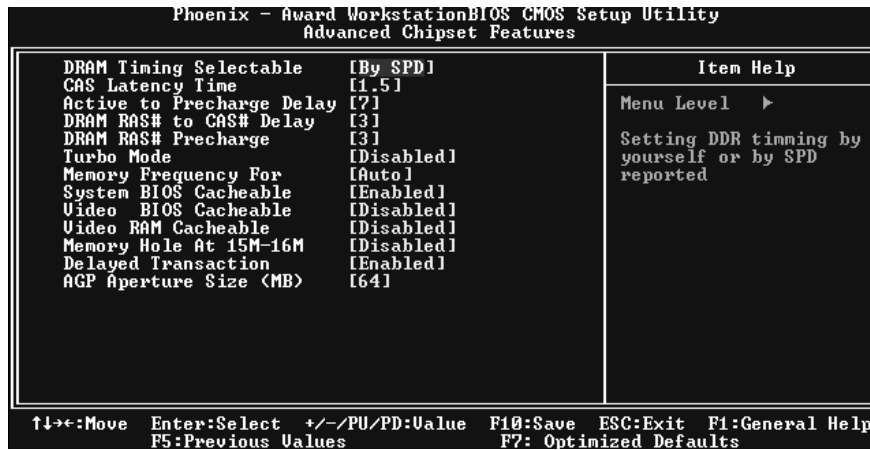 Phoenix - Award WorkstationBIOS CMOS Setup Utility
Advanced Chipset Features
DRAM Timing Selectable [By SPD]
CAS Latency Time [1.5]
Active to Precharge Delay [7]
DRAM RAS# to CAS# Delay [3]
DRAM RAS# Precharge [3]
Turbo Mode [Disabled]
Memory Frequency For [Auto]
System BIOS Cacheable [Enabled]
Video BIOS Cacheable [Disabled]
Video RAM Cacheable [Disabled]
Memory Hole At 15M-16M [Disabled]
Delayed Transaction [Enabled]
AGP Aperture Size (MB) [64]
Item Help
Menu Level ▶
Setting DDR timming by
yourself or by SPD
reported
↑↓→←:Move Enter:Select +/-/PU/PD:Value F10:Save ESC:Exit F1:General Help
F5:Previous Values F7: Optimized Defaults